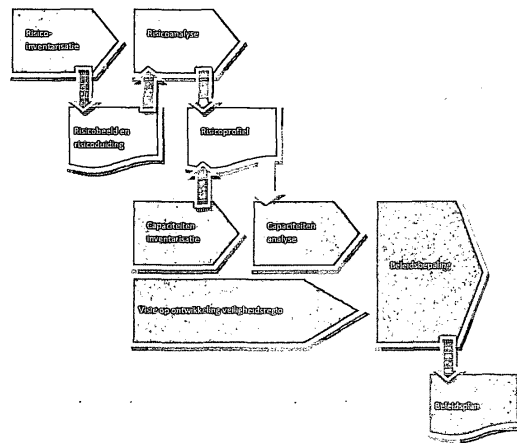 Risico-
inventarisatie
Risicoanalyse
Risicobeeld en
risicoduiding
Risicoprofiel
Capaciteiten
inventarisatie
Capaciteiten
analyse
Beleidsbepaling
Visie op ontwikkeling veiligheidsregio
Beleidsplan